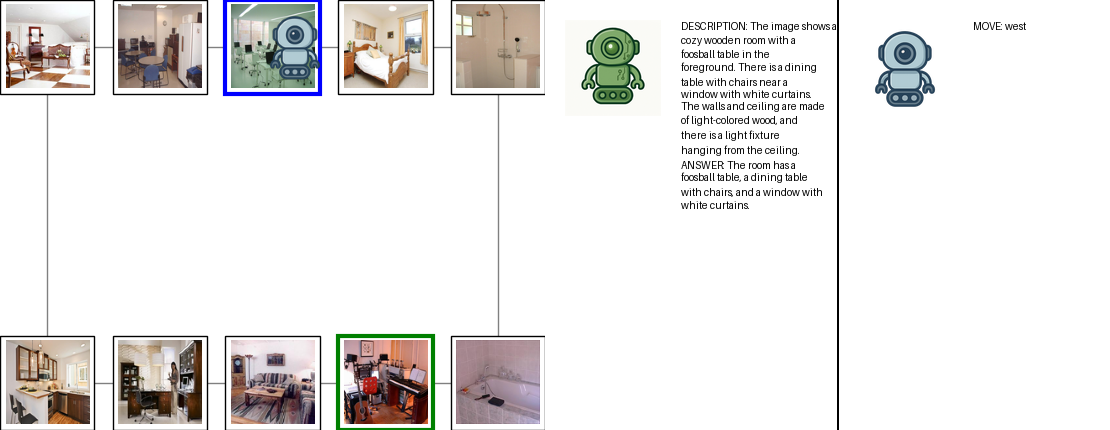 DESCRIPTION: The image shows a
cozy wooden room with a
foosball table in the
foreground. There is a dining
table with chairs near a
window with white curtains.
The walls and ceiling are made
of light-colored wood, and
there is a light fixture
hanging from the ceiling.
ANSWER: The room has a
foosball table, a dining table
with chairs, and a window with
white curtains.
MOVE: west